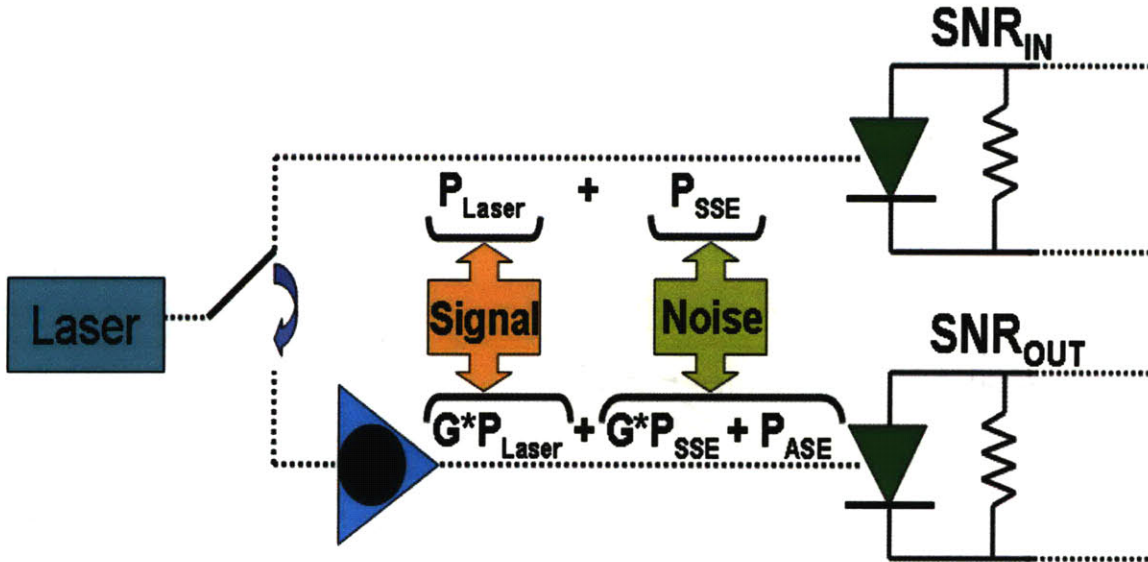 SNR_IN
P_Laser + P_SSE
Laser
Signal
Noise
SNR_OUT
G*P_Laser + G*P_SSE + P_ASE